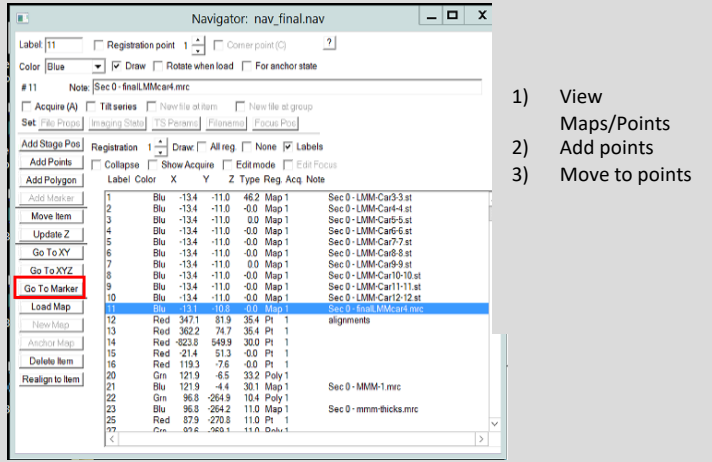 Navigator: nav_final.nav
Label: 11 Registration point 1 Corner point (C) ?
Color Blue Draw Rotate when load For anchor state
# 11 Note: Sec 0 - finalLMMcar4.mrc
Acquire (A) Tilt series New file at item New file at group
Set: File Props Imaging State TS Params Filename Focus Pos
Add Stage Pos Registration 1 Draw: All reg. None Labels
Add Points Collapse Show Acquire Edit mode Edit Focus
Add Polygon Label Color X Y Z Type Reg. Acq. Note
Add Marker
Move Item
Update Z
Go To XY
Go To XYZ
Go To Marker
Load Map
New Map
Anchor Map
Delete Item
Realign to Item
1 Blu -13.4 -11.0 46.2 Map 1 Sec 0 - LMM-Car3-3.st
2 Blu -13.4 -11.0 -0.0 Map 1 Sec 0 - LMM-Car4-4.st
3 Blu -13.4 -11.0 0.0 Map 1 Sec 0 - LMM-Car5-5.st
5 Blu -13.4 -11.0 -0.0 Map 1 Sec 0 - LMM-Car6-6.st
6 Blu -13.4 -11.0 -0.0 Map 1 Sec 0 - LMM-Car7-7.st
6 Blu -13.4 -11.0 -0.0 Map 1 Sec 0 - LMM-Car8-8.st
7 Blu -13.4 -11.0 0.0 Map 1 Sec 0 - LMM-Car9-9.st
8 Blu -13.4 -11.0 -0.0 Map 1 Sec 0 - LMM-Car10-10.st
9 Blu -13.4 -11.0 -0.0 Map 1 Sec 0 - LMM-Car11-11.st
10 Blu -13.4 -11.0 -0.0 Map 1 Sec 0 - LMM-Car12-12.st
11 Blu -13.1 -10.8 -0.0 Map 1 Sec 0 - finalLMMcar4.mrc
12 Red 347.1 81.9 35.4 Pt 1 alignments
13 Red 362.2 74.7 35.4 Pt 1
14 Red -823.8 549.9 30.0 Pt 1
15 Red -21.4 51.3 -0.0 Pt 1
16 Red 119.3 -7.6 -0.0 Pt 1
20 Grn 121.9 -6.5 33.2 Poly 1
21 Blu 121.9 -4.4 30.1 Map 1 Sec 0 - MMM-1.mrc
22 Grn 96.8 -264.9 10.4 Poly 1
23 Blu 96.8 -264.2 11.0 Map 1 Sec 0 - mmm-thicks.mrc
25 Red 87.9 -270.8 11.0 Pt 1
27 Grn 93.6 -269.1 11.0 Poly 1
1) View
Maps/Points
2) Add points
3) Move to points